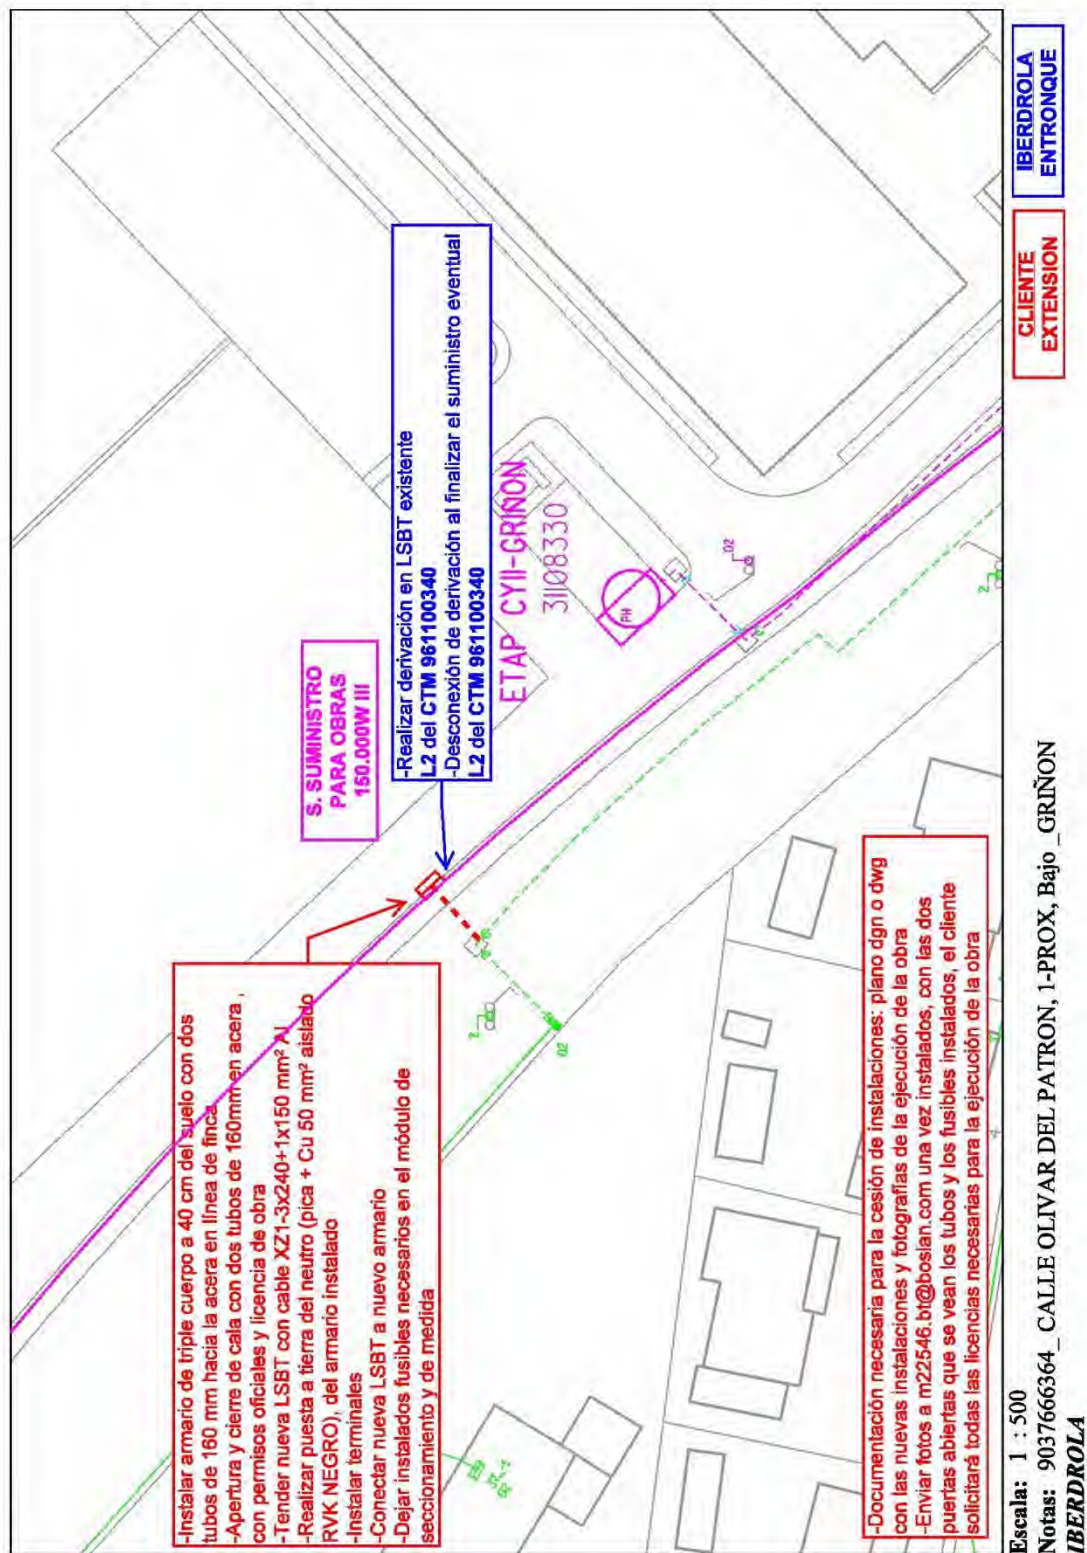 -Instalar armario de triple cuerpo a 40 cm del suelo con dos
tubos de 160 mm hacia la acera en línea de finca
-Apertura y cierre de cala con dos tubos de 160mm en acera ,
con permisos oficiales y licencia de obra
-Tender nueva LSBT con cable XZ1-3x240+1x150 mm² Al
-Realizar puesta a tierra del neutro (pica + Cu 50 mm² aislado
RVK NEGRO), del armario instalado
-Instalar terminales
-Conectar nueva LSBT a nuevo armario
-Dejar instalados fusibles necesarios en el módulo de
seccionamiento y de medida
S. SUMINISTRO
PARA OBRAS
150.000W III
-Realizar derivación en LSBT existente
L2 del CTM 961100340
-Desconexión de derivación al finalizar el suministro eventual
L2 del CTM 961100340
ETAP CYII-GRIÑON
31108330
PH
02
2
2
02
-Documentación necesaria para la cesión de instalaciones: plano dgn o dwg
con las nuevas instalaciones y fotografías de la ejecución de la obra
-Enviar fotos a m22546.bt@boslan.com una vez instalados, con las dos
puertas abiertas que se vean los tubos y los fusibles instalados, el cliente
solicitará todas las licencias necesarias para la ejecución de la obra
CLIENTE
EXTENSION
IBERDROLA
ENTRONQUE
Escala: 1 : 500
Notas: 9037666364_ CALLE OLIVAR DEL PATRON, 1-PROX, Bajo _ GRIÑON
IBERDROLA